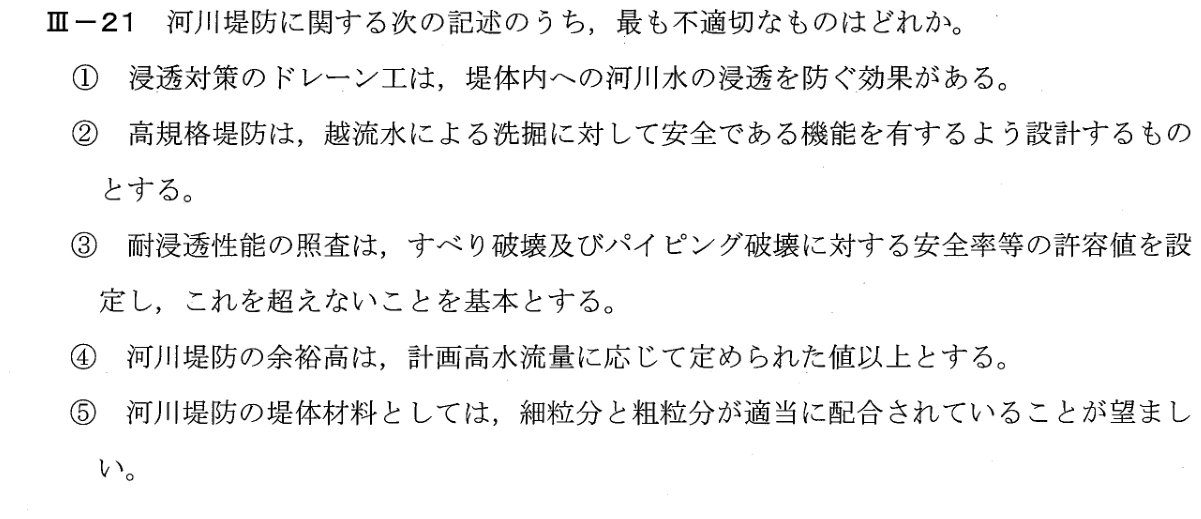 Ⅲ－21　河川堤防に関する次の記述のうち，最も不適切なものはどれか。
①　浸透対策のドレーン工は，堤体内への河川水の浸透を防ぐ効果がある。
②　高規格堤防は，越流水による洗掘に対して安全である機能を有するよう設計するもの
とする。
③　耐浸透性能の照査は，すべり破壊及びパイピング破壊に対する安全率等の許容値を設
定し，これを超えないことを基本とする。
④　河川堤防の余裕高は，計画高水流量に応じて定められた値以上とする。
⑤　河川堤防の堤体材料としては，細粒分と粗粒分が適当に配合されていることが望まし
い。